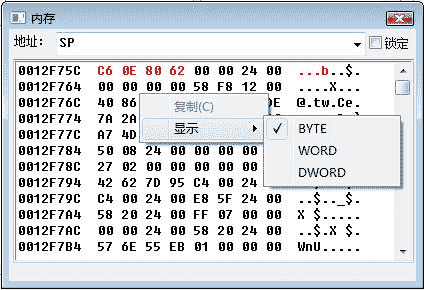 内存
地址: SP 锁定
0012F75C C6 0E 80 62 00 00 24 00 ...b..$.
0012F764 00 00 00 00 58 F8 12 00 ....X...
0012F76C 40 86 DE @.tw.Ce.
复制(C)
0012F774 7A 2A
显示
0012F77C A7 4D
BYTE
0012F784 50 08 24 00 00 00 00
WORD
0012F78C 27 02 00 00 00 00 00
DWORD
0012F794 42 62 7D 95 C4 00 24
0012F79C C4 00 24 00 E8 5F 24 00 ..$.._$.
0012F7A4 58 20 24 00 FF 07 00 00 X $.....
0012F7AC 00 00 24 00 58 20 24 00 ..$.X $.
0012F7B4 57 6E 55 EB 01 00 00 00 WnU.....